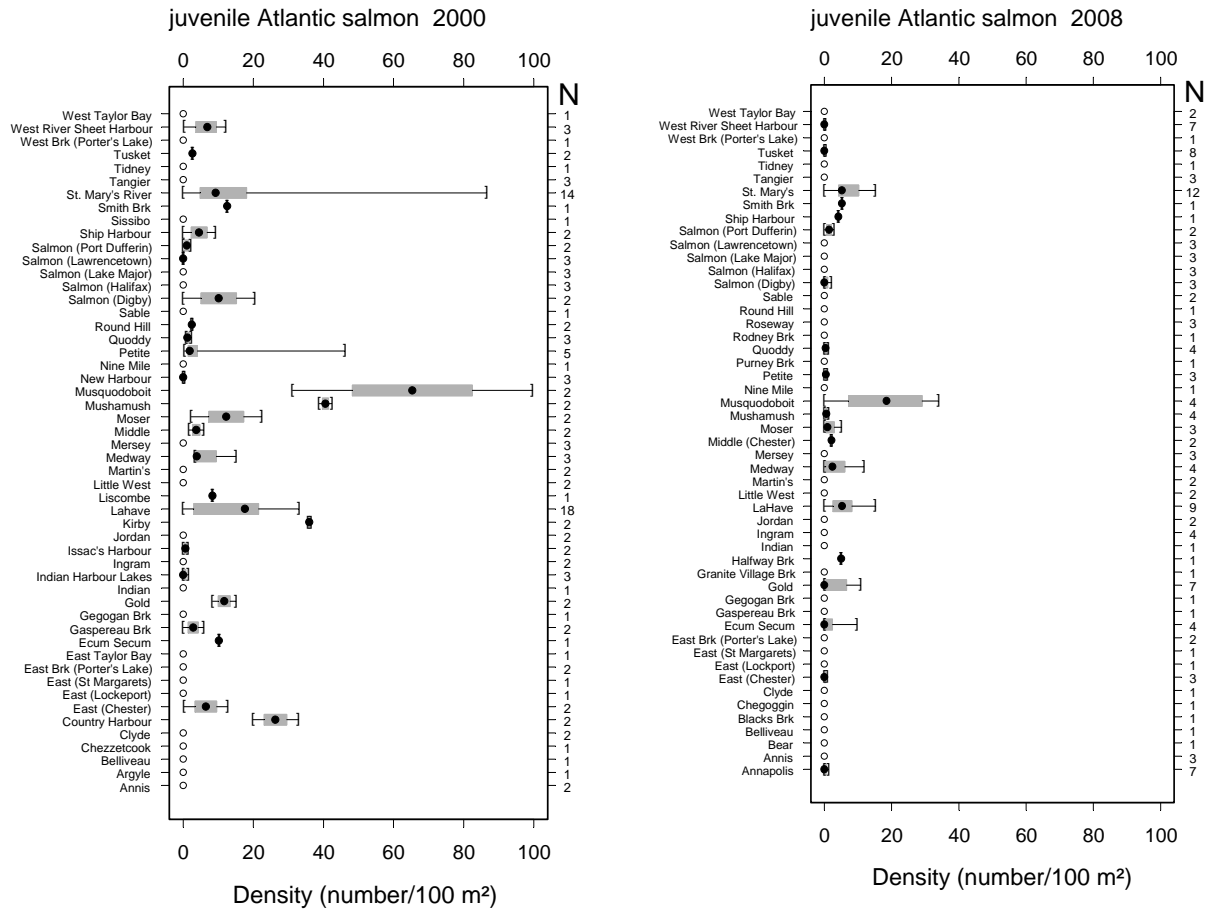 juvenile Atlantic salmon 2000
0 20 40 60 80 100
N
West Taylor Bay 1
West River Sheet Harbour 3
West Brk (Porter's Lake) 1
Tusket 2
Tidney 1
Tangier 3
St. Mary's River 14
Smith Brk 1
Sissibo 1
Ship Harbour 2
Salmon (Port Dufferin) 2
Salmon (Lawrencetown) 3
Salmon (Lake Major) 3
Salmon (Halifax) 3
Salmon (Digby) 2
Sable 1
Round Hill 2
Quoddy 3
Petite 5
Nine Mile 1
New Harbour 3
Musquodoboit 2
Mushamush 2
Moser 2
Middle 2
Mersey 3
Medway 3
Martin's 2
Little West 2
Liscombe 1
Lahave 18
Kirby 2
Jordan 2
Issac's Harbour 2
Ingram 2
Indian Harbour Lakes 3
Indian 1
Gold 2
Gegogan Brk 1
Gaspereau Brk 2
Ecum Secum 1
East Taylor Bay 1
East Brk (Porter's Lake) 2
East (St Margarets) 1
East (Lockeport) 1
East (Chester) 2
Country Harbour 2
Clyde 2
Chezzetcook 1
Belliveau 1
Argyle 1
Annis 2
0 20 40 60 80 100
Density (number/100 m²)
juvenile Atlantic salmon 2008
0 20 40 60 80 100
N
West Taylor Bay 2
West River Sheet Harbour 7
West Brk (Porter's Lake) 1
Tusket 8
Tidney 1
Tangier 3
St. Mary's 12
Smith Brk 1
Ship Harbour 1
Salmon (Port Dufferin) 2
Salmon (Lawrencetown) 3
Salmon (Lake Major) 3
Salmon (Halifax) 3
Salmon (Digby) 3
Sable 2
Round Hill 1
Roseway 3
Rodney Brk 1
Quoddy 4
Purney Brk 1
Petite 3
Nine Mile 1
Musquodoboit 4
Mushamush 4
Moser 3
Middle (Chester) 2
Mersey 3
Medway 4
Martin's 2
Little West 2
LaHave 9
Jordan 2
Ingram 4
Indian 1
Halfway Brk 1
Granite Village Brk 1
Gold 7
Gegogan Brk 1
Gaspereau Brk 1
Ecum Secum 4
East Brk (Porter's Lake) 2
East (St Margarets) 1
East (Lockport) 1
East (Chester) 3
Clyde 1
Chegoggin 1
Blacks Brk 1
Belliveau 1
Bear 1
Annis 3
Annapolis 7
0 20 40 60 80 100
Density (number/100 m²)